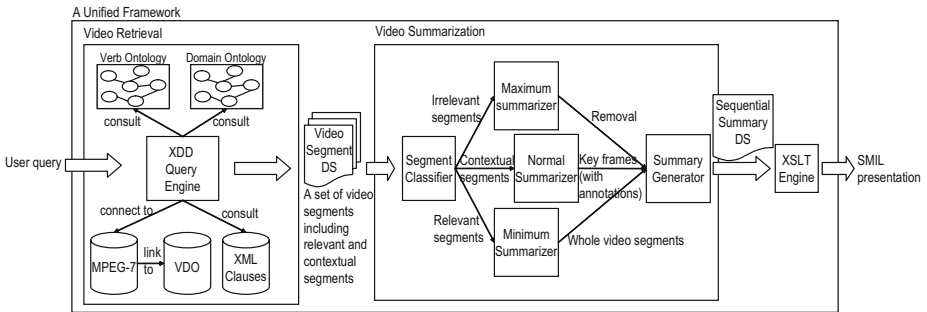 A Unified Framework
Video Retrieval
Verb Ontology
Domain Ontology
consult
consult
User query
XDD
Query
Engine
connect to
consult
MPEG-7
link
to
VDO
XML
Clauses
Video
Segment
DS
A set of video
segments
including
relevant and
contextual
segments
Video Summarization
Segment
Classifier
Irrelevant
segments
Contextual
segments
Relevant
segments
Maximum
summarizer
Normal
Summarizer
Minimum
Summarizer
Removal
Key frames
(with
annotations)
Whole video segments
Summary
Generator
Sequential
Summary
DS
XSLT
Engine
SMIL
presentation